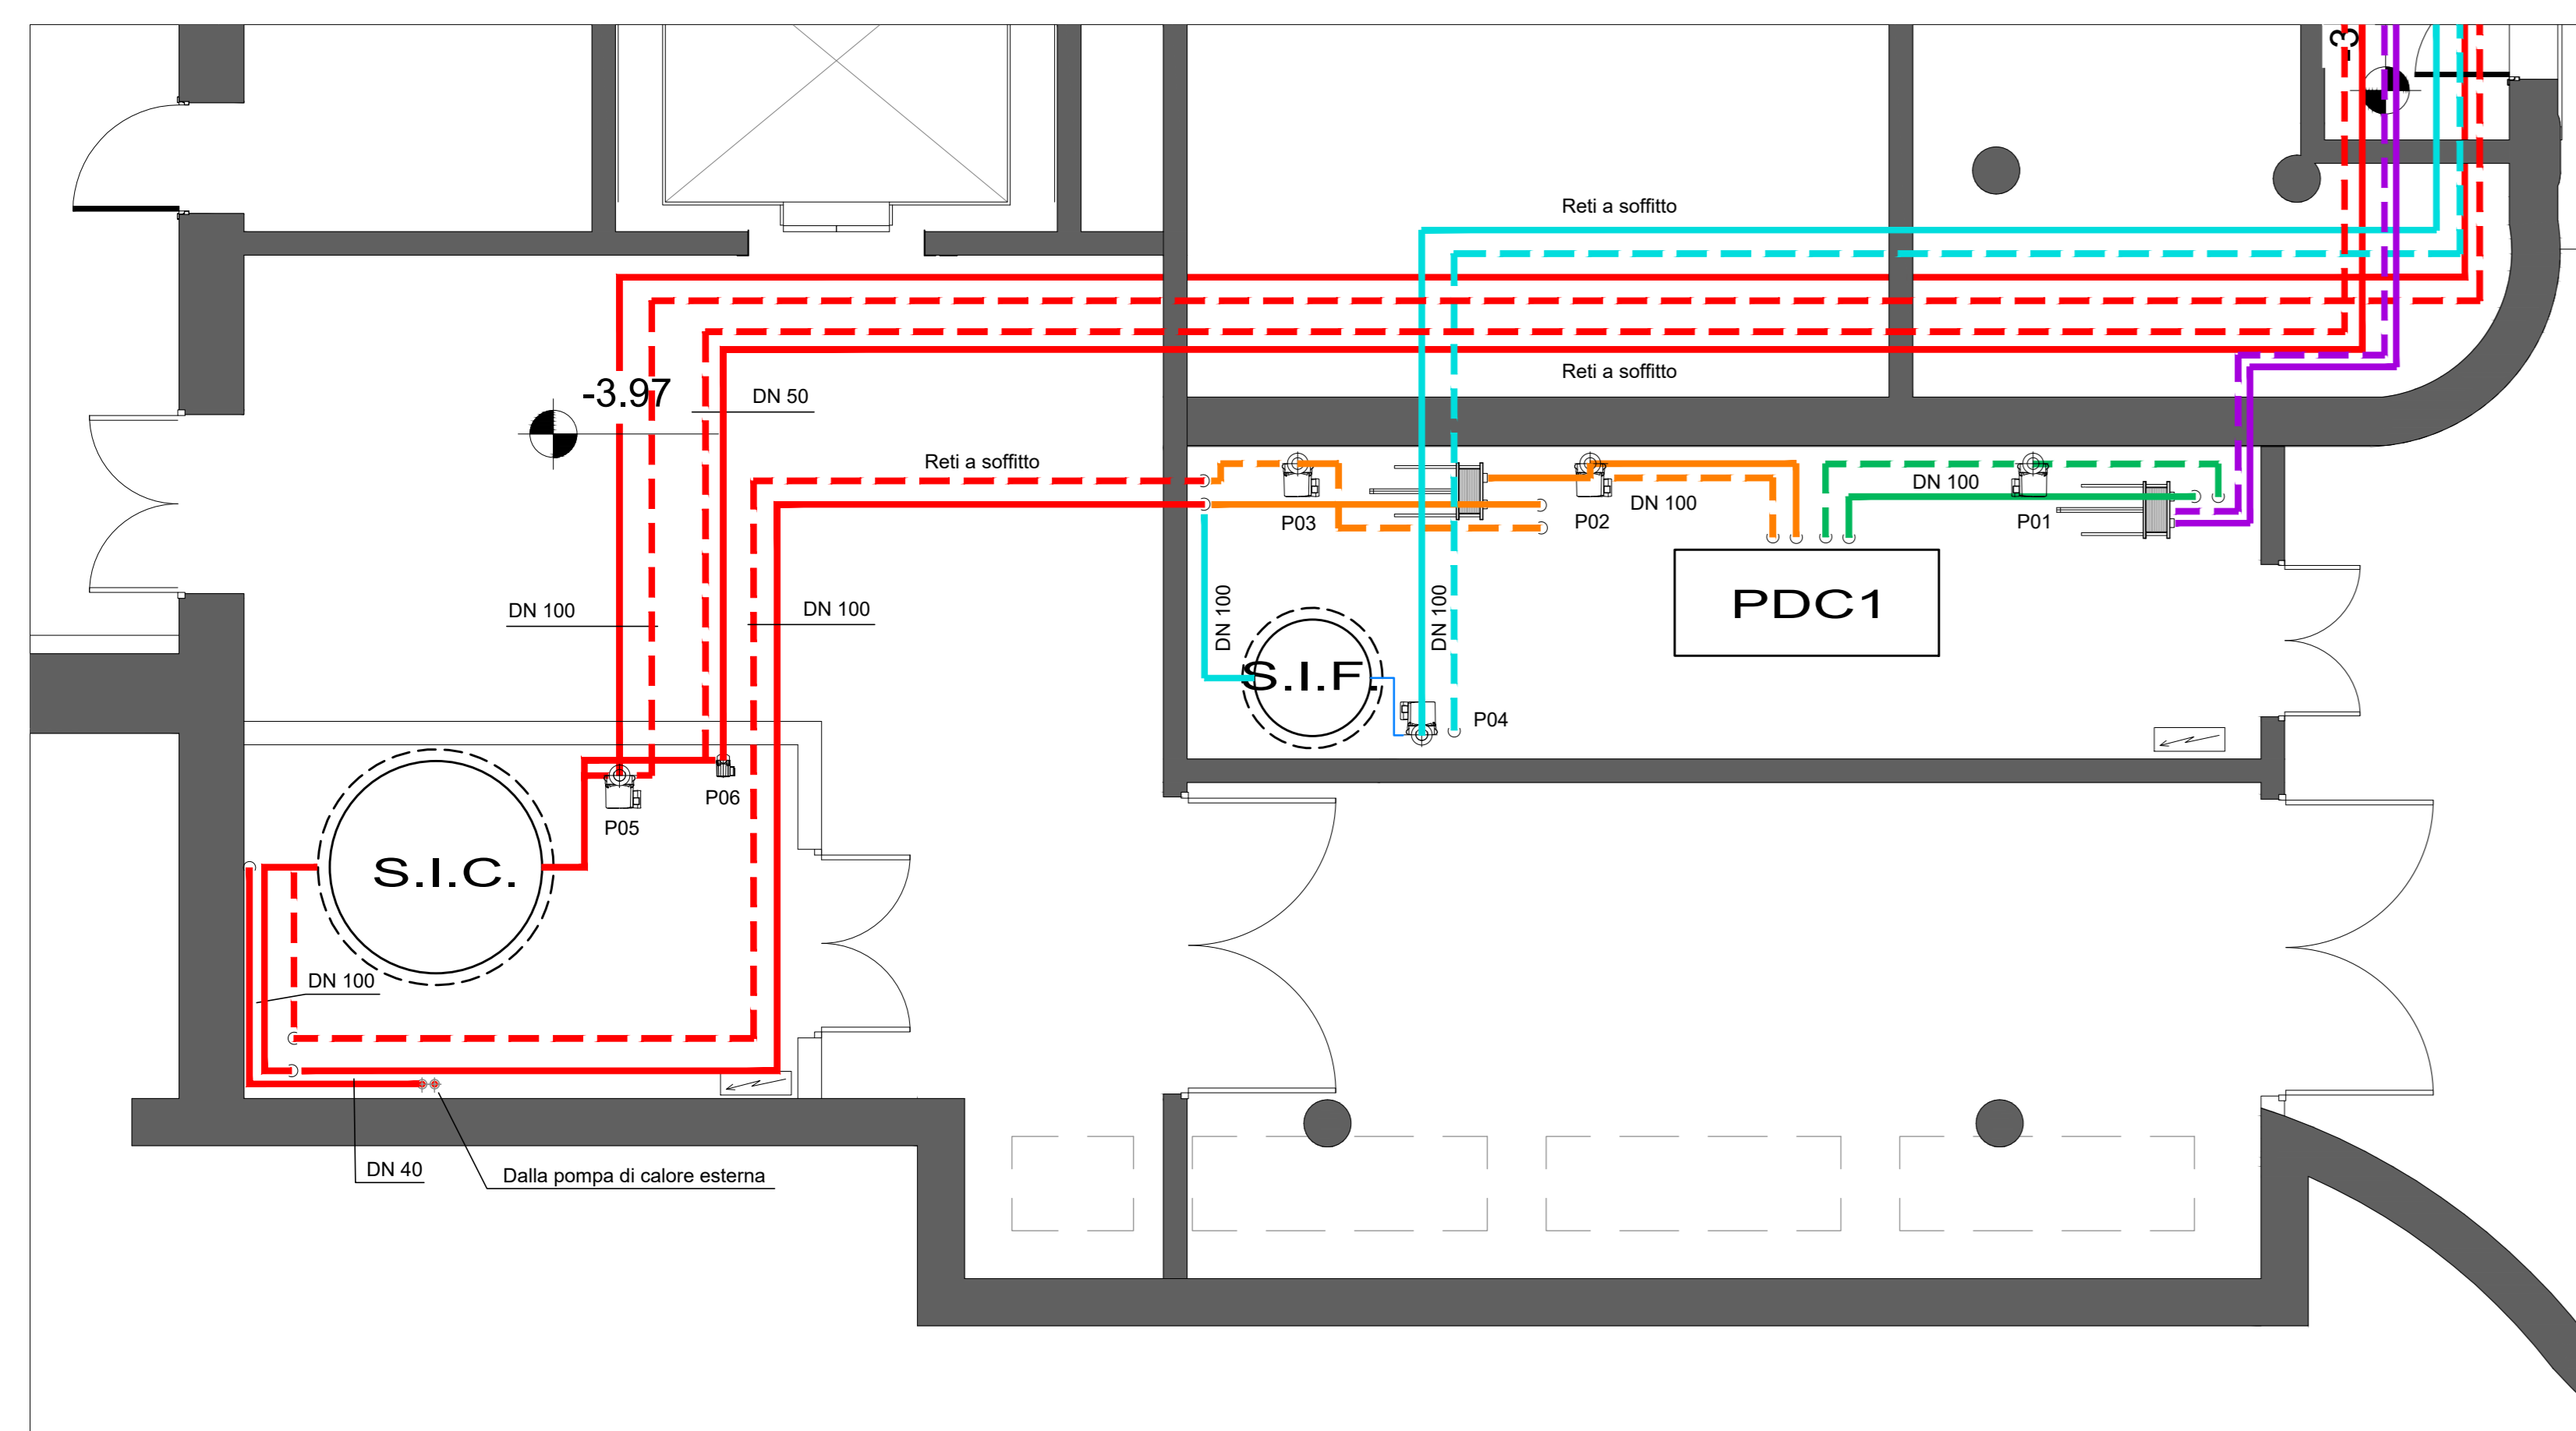 -3
Reti a soffitto
Reti a soffitto
-3.97
DN 50
Reti a soffitto
P03
P02
DN 100
DN 100
P01
DN 100
DN 100
DN 100
DN 100
PDC1
S.I.F.
P04
P05
P06
S.I.C.
DN 100
DN 40
Dalla pompa di calore esterna